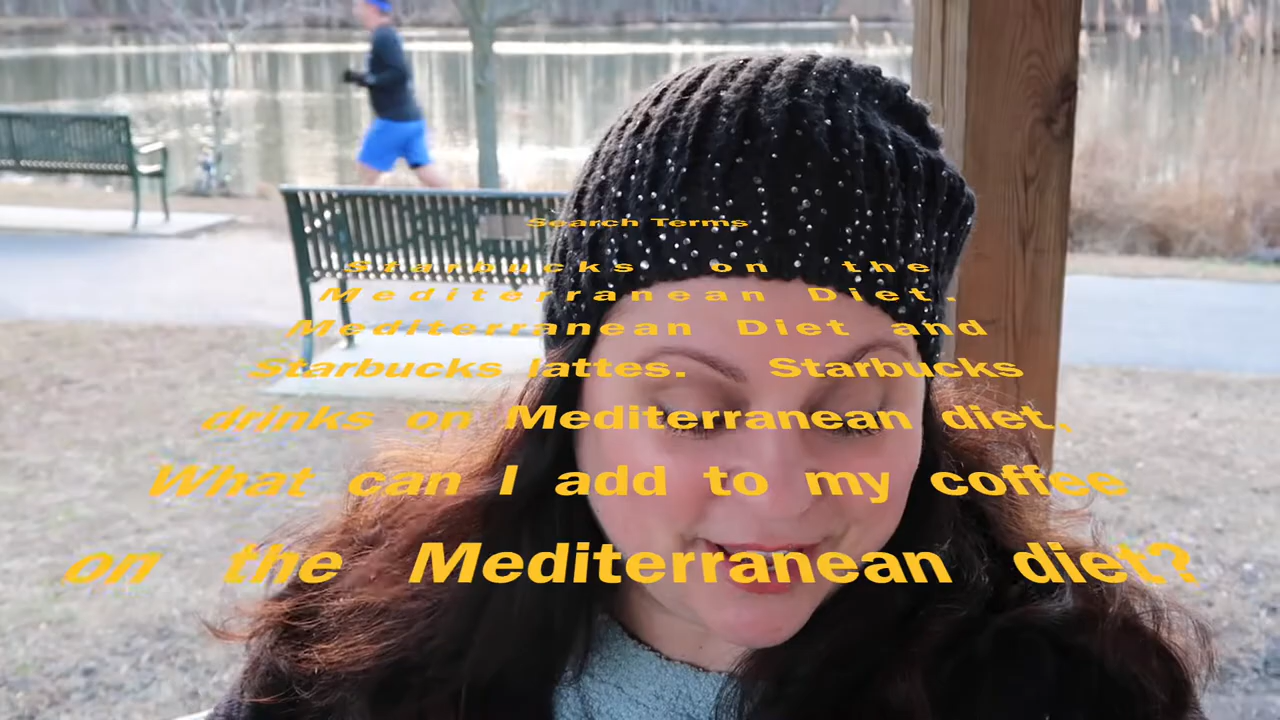 Search Terms
Starbucks on the
Mediterranean Diet.
Mediterranean Diet and
Starbucks lattes. Starbucks
drinks on Mediterranean diet,
What can I add to my coffee
on the Mediterranean diet?